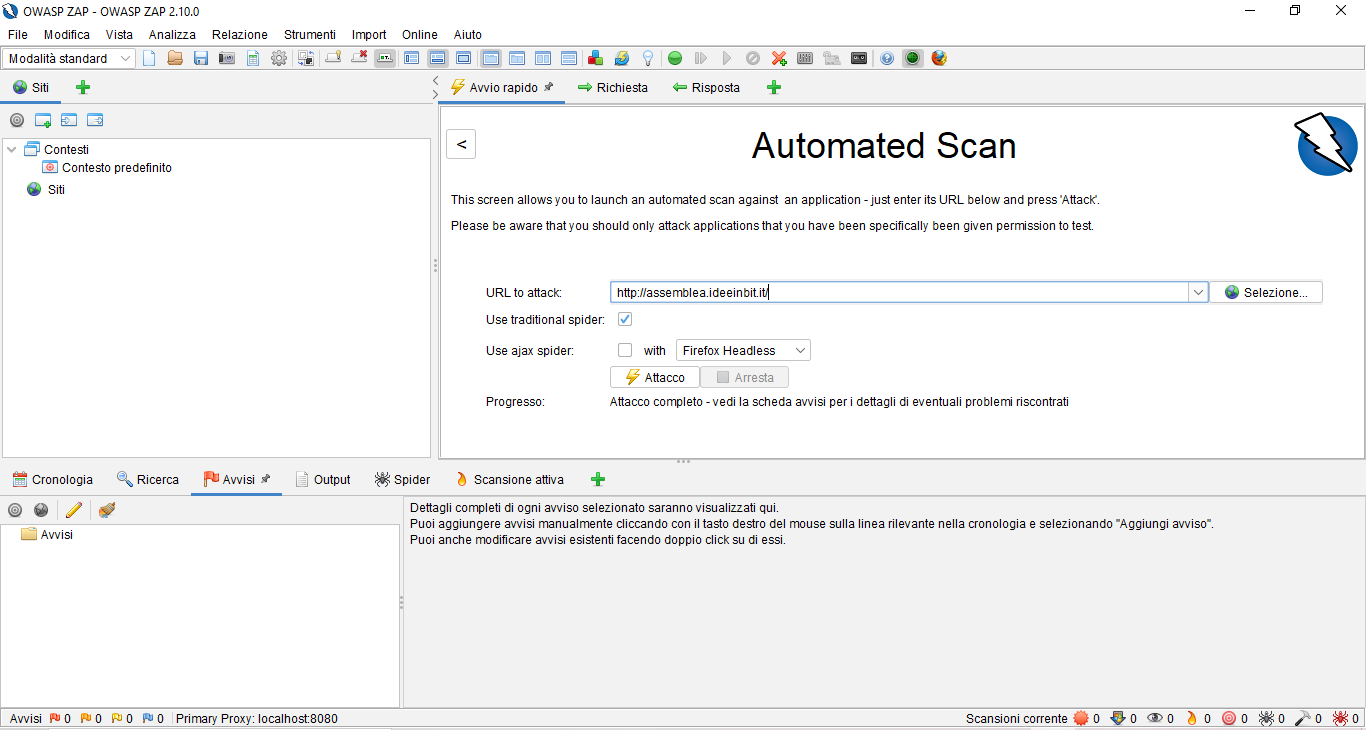 OWASP ZAP - OWASP ZAP 2.10.0
File Modifica Vista Analizza Relazione Strumenti Import Online Aiuto
Modalità standard
Siti
Avvio rapido Richiesta Risposta
Contesti
Contesto predefinito
Siti
<
Automated Scan
This screen allows you to launch an automated scan against an application - just enter its URL below and press 'Attack'.
Please be aware that you should only attack applications that you have been specifically been given permission to test.
URL to attack: http://assemblea.ideeinbit.it/ Selezione...
Use traditional spider:
Use ajax spider: with Firefox Headless
Attacco Arresta
Progresso: Attacco completo - vedi la scheda avvisi per i dettagli di eventuali problemi riscontrati
Cronologia Ricerca Avvisi Output Spider Scansione attiva
Avvisi
Dettagli completi di ogni avviso selezionato saranno visualizzati qui.
Puoi aggiungere avvisi manualmente cliccando con il tasto destro del mouse sulla linea rilevante nella cronologia e selezionando "Aggiungi avviso".
Puoi anche modificare avvisi esistenti facendo doppio click su di essi.
Avvisi 0 0 0 0 Primary Proxy: localhost:8080 Scansioni corrente 0 0 0 0 0 0 0 0